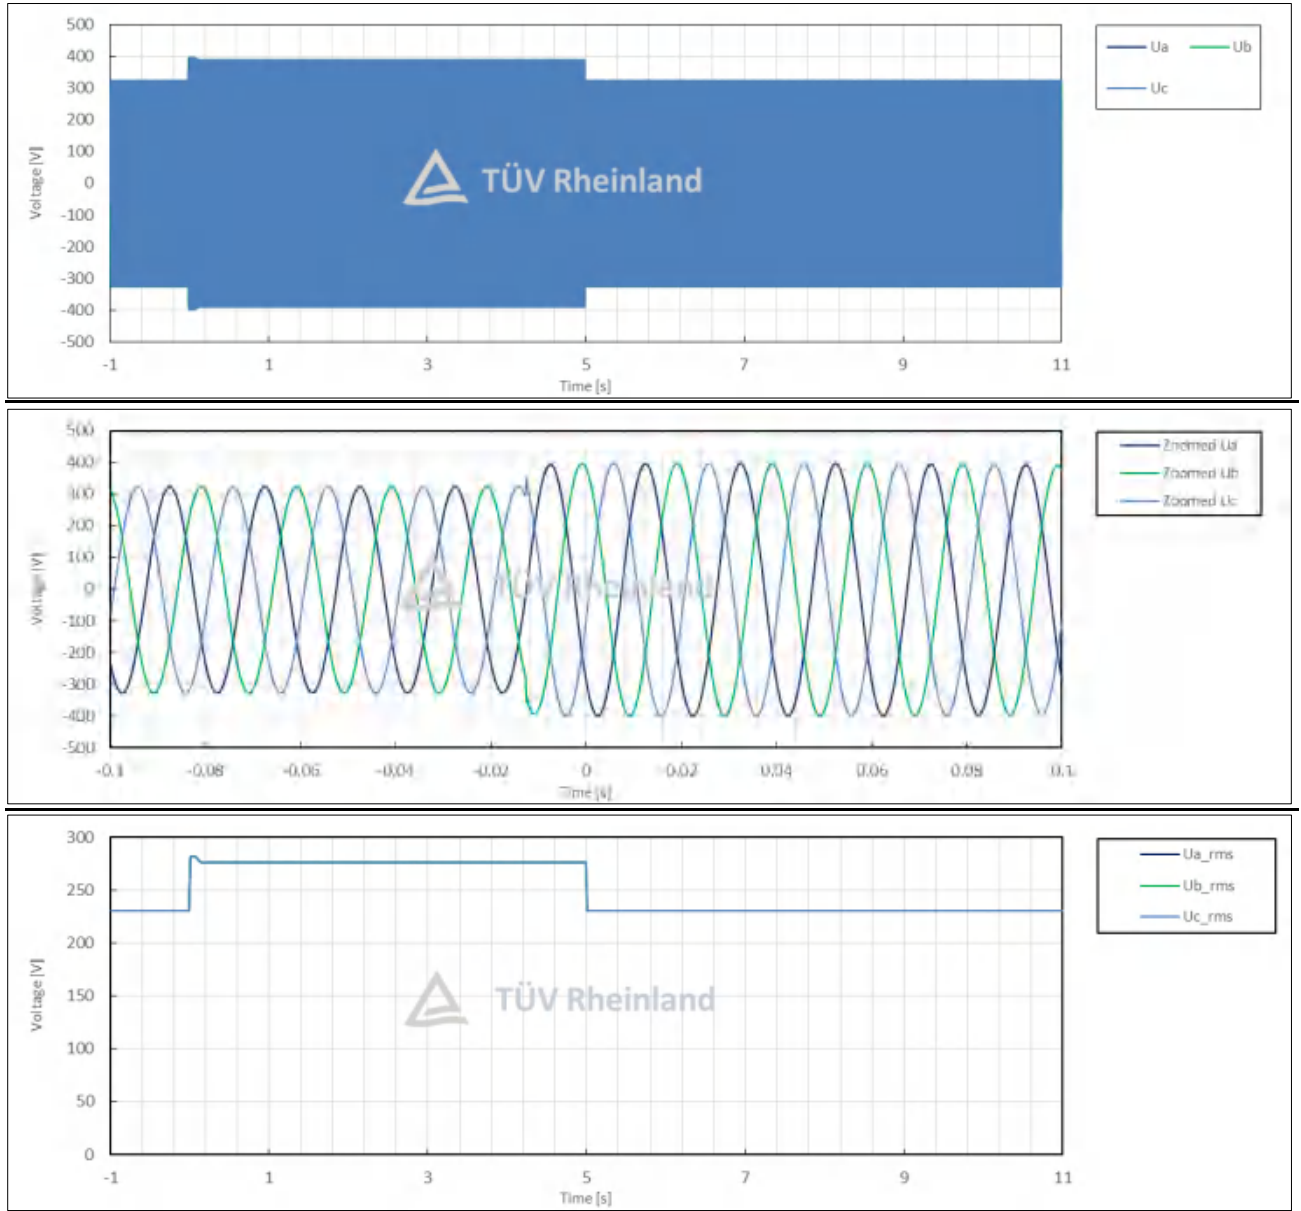 500
400
300
200
100
0
-100
-200
-300
-400
-500
Voltage [V]
-1 1 3 5 7 9 11
Time [s]
Ua Ub
Uc
TÜV Rheinland
500
400
300
200
100
0
-100
-200
-300
-400
-500
Voltage [V]
-0.1 -0.08 -0.06 -0.04 -0.02 0 0.02 0.04 0.06 0.08 0.1
Time [s]
Zoomed Ua
Zoomed Ub
Zoomed Uc
TÜV Rheinland
300
250
200
150
100
50
0
Voltage [V]
-1 1 3 5 7 9 11
Time [s]
Ua_rms
Ub_rms
Uc_rms
TÜV Rheinland